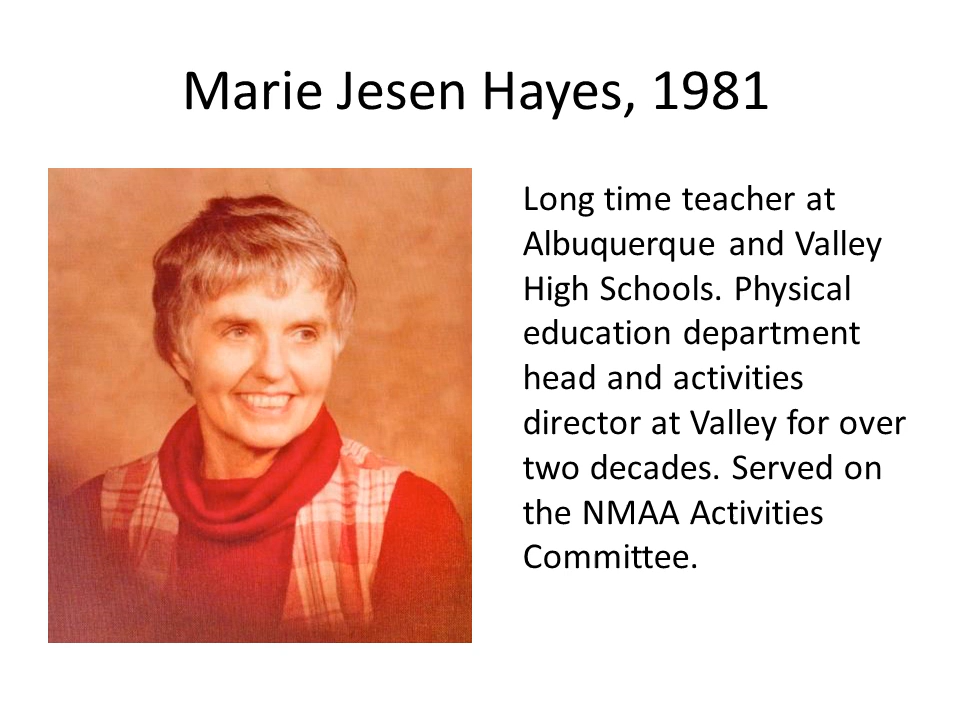 Marie Jesen Hayes, 1981
Long time teacher at
Albuquerque and Valley
High Schools. Physical
education department
head and activities
director at Valley for over
two decades. Served on
the NMAA Activities
Committee.